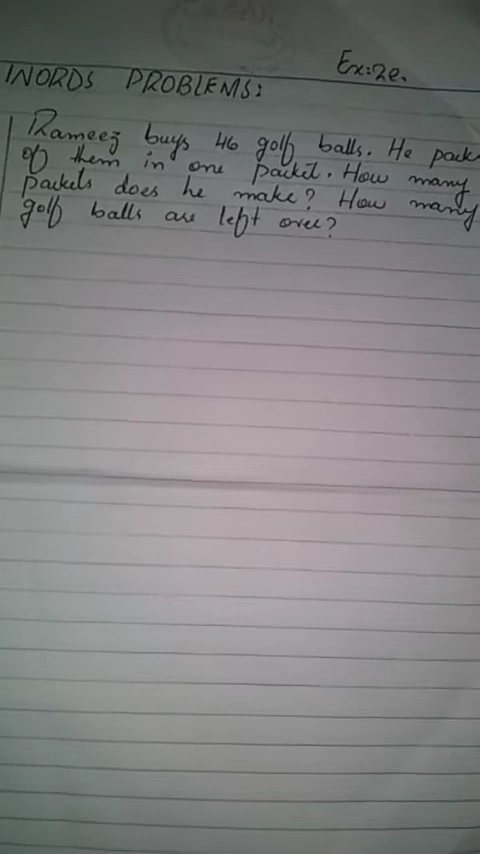 Ex:2e.
WORDS PROBLEMS:
Rameez buys 46 golf balls. He pack
of them in one packet. How many
packets does he make? How many
golf balls are left over?